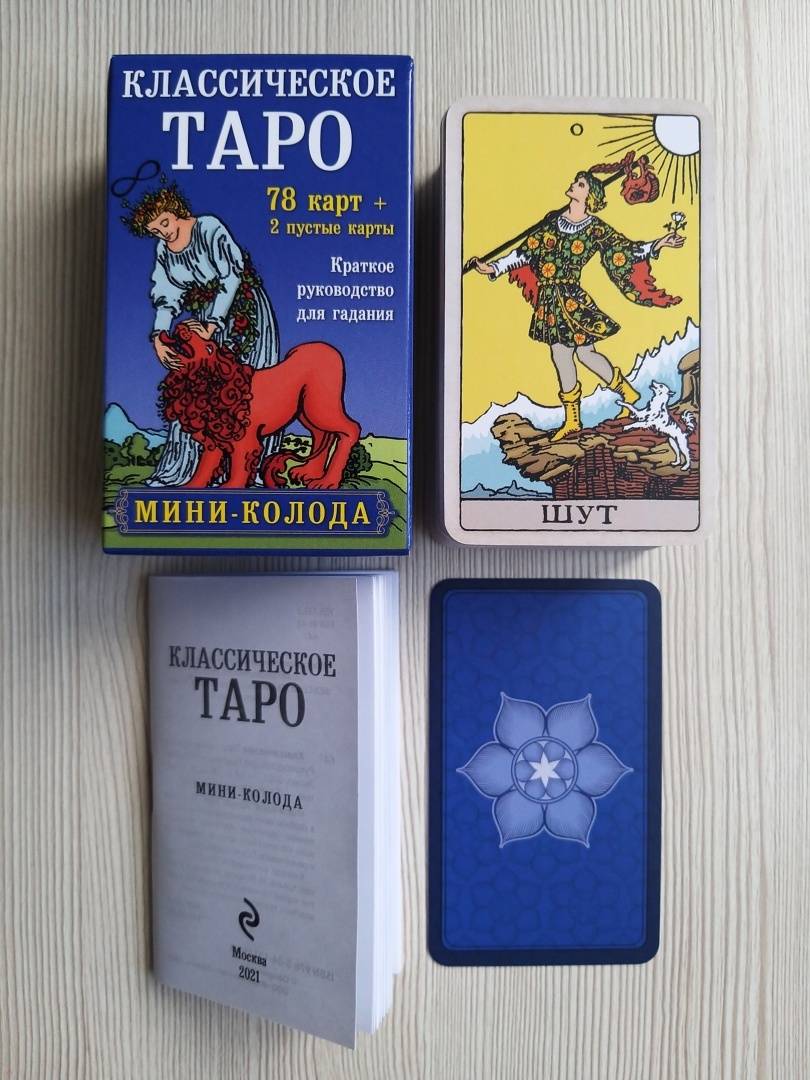 КЛАССИЧЕСКОЕ
ТАРО
78 карт +
2 пустые карты
Краткое
руководство
для гадания
МИНИ-КОЛОДА
0
ШУТ
КЛАССИЧЕСКОЕ
ТАРО
МИНИ-КОЛОДА
Москва
2021